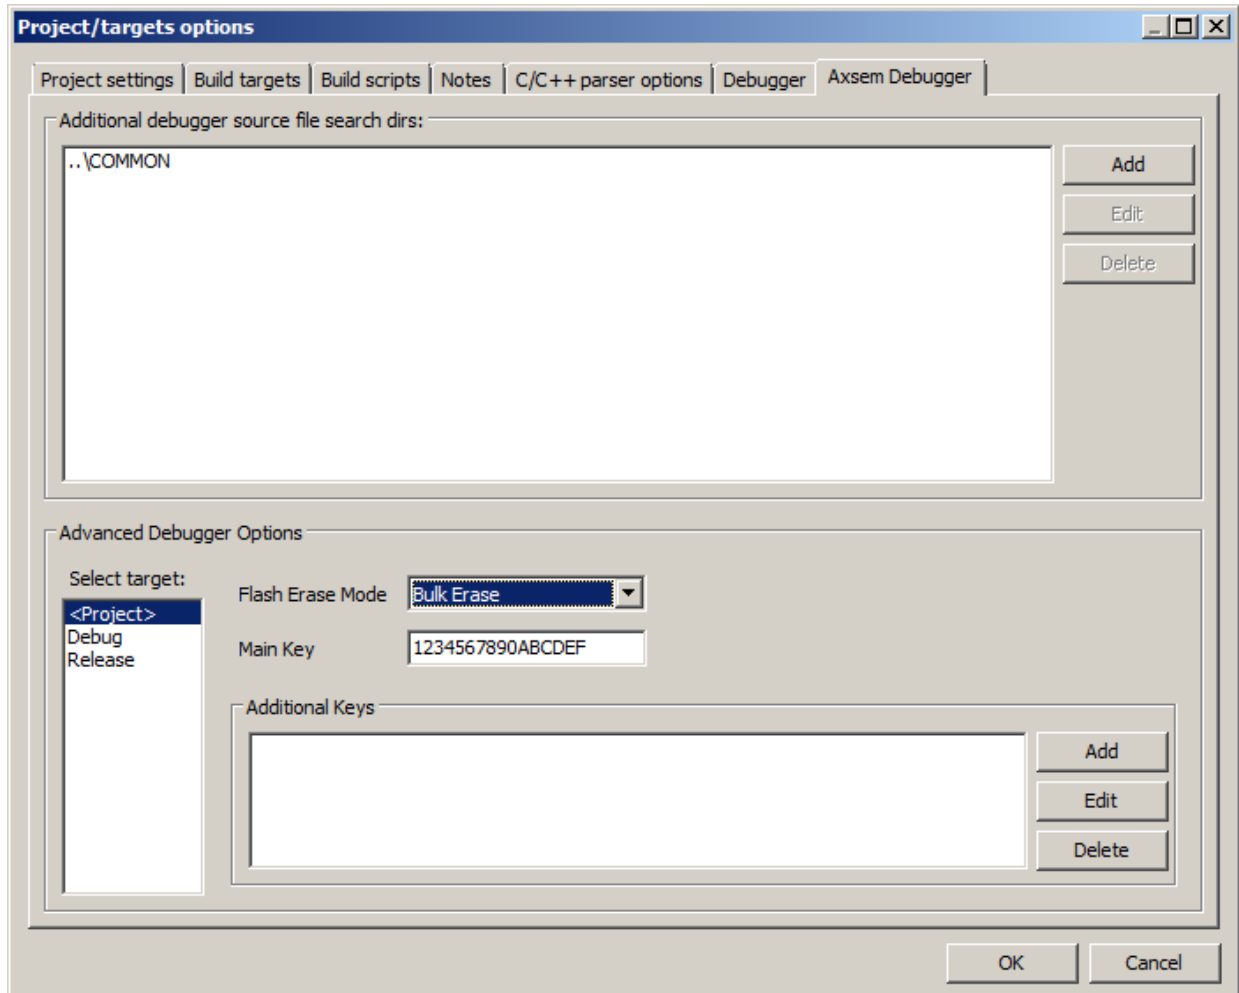 Project/targets options
Project settings Build targets Build scripts Notes C/C++ parser options Debugger Axsem Debugger
Additional debugger source file search dirs:
..\COMMON
Add
Edit
Delete
Advanced Debugger Options
Select target:
<Project>
Debug
Release
Flash Erase Mode Bulk Erase
Main Key 1234567890ABCDEF
Additional Keys
Add
Edit
Delete
OK Cancel